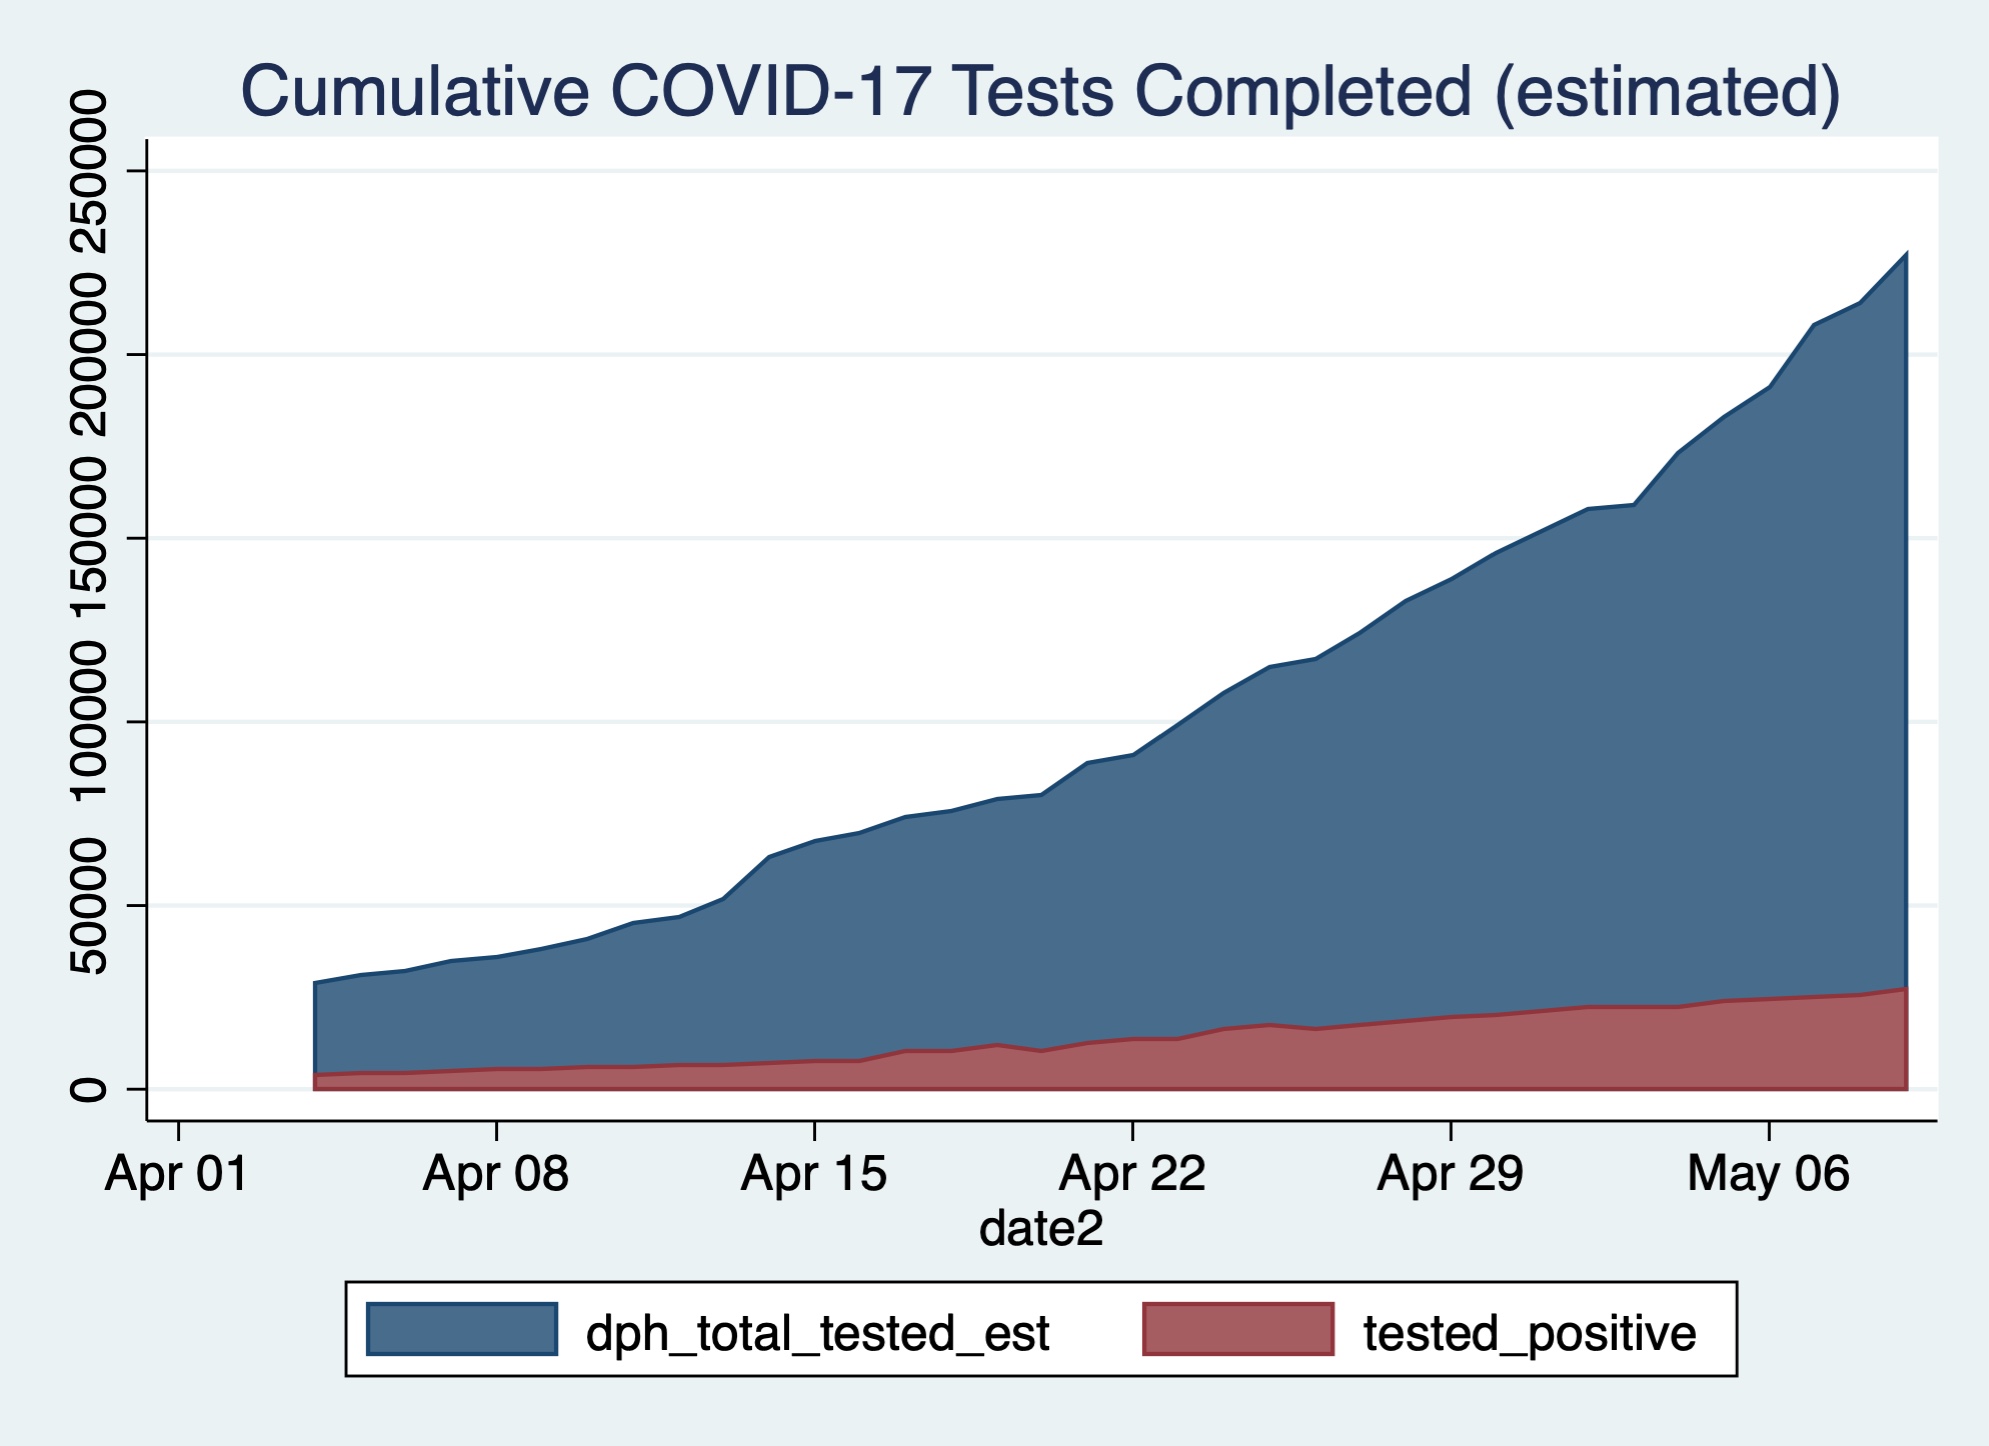 Cumulative COVID-17 Tests Completed (estimated)
250000
200000
150000
100000
50000
0
Apr 01 Apr 08 Apr 15 Apr 22 Apr 29 May 06
date2
dph_total_tested_est tested_positive